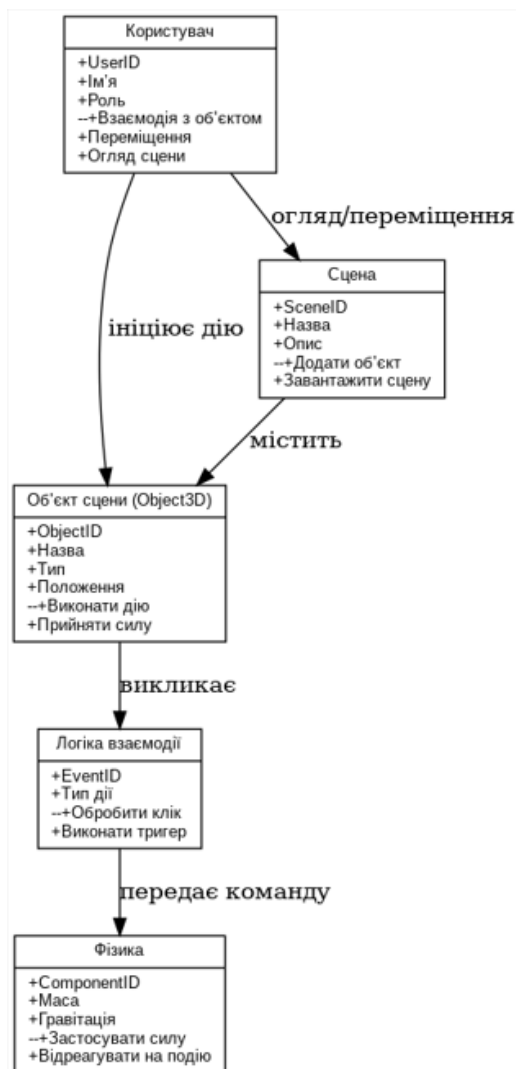 Користувач
+UserID
+Ім'я
+Роль
--+Взаємодія з об'єктом
+Переміщення
+Огляд сцени
огляд/переміщення
Сцена
+SceneID
+Назва
+Опис
--+Додати об'єкт
+Завантажити сцену
ініціює дію
містить
Об'єкт сцени (Object3D)
+ObjectID
+Назва
+Тип
+Положення
--+Виконати дію
+Прийняти силу
викликає
Логіка взаємодії
+EventID
+Тип дії
--+Обробити клік
+Виконати тригер
передає команду
Фізика
+ComponentID
+Маса
+Гравітація
--+Застосувати силу
+Відреагувати на подію